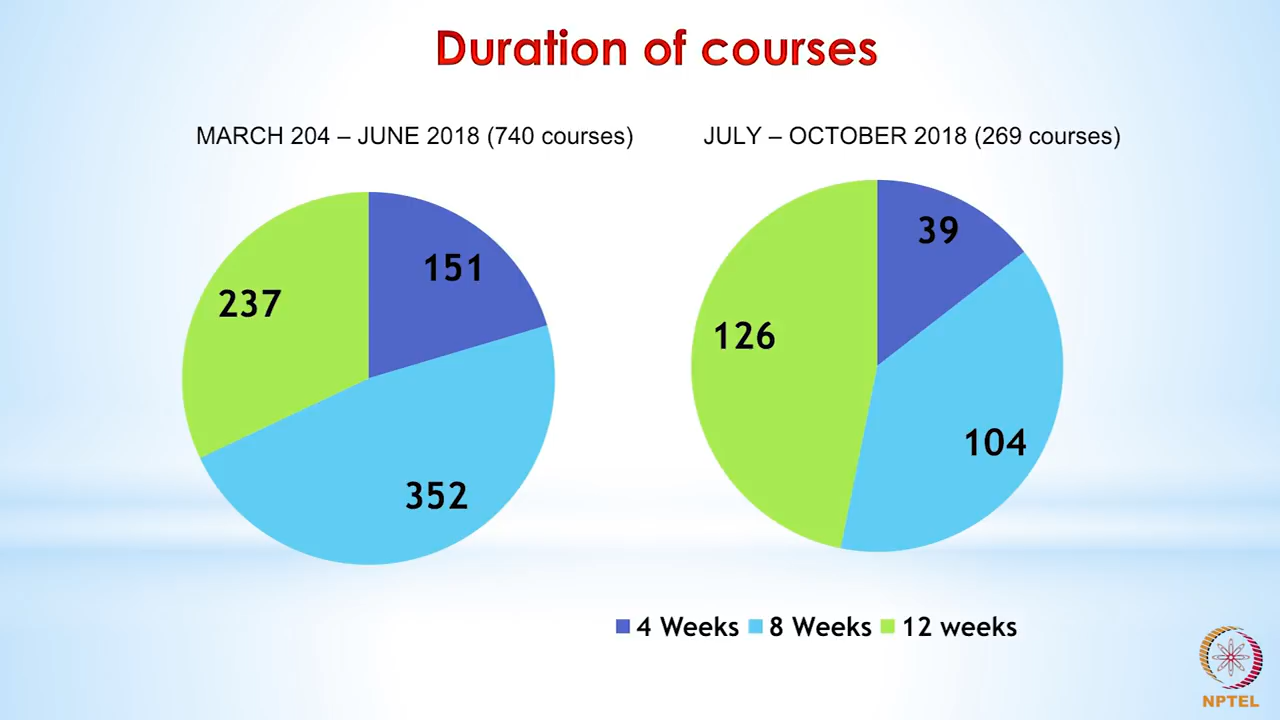 Duration of courses
MARCH 204 – JUNE 2018 (740 courses)
JULY – OCTOBER 2018 (269 courses)
151
237
352
39
126
104
4 Weeks 8 Weeks 12 weeks
NPTEL